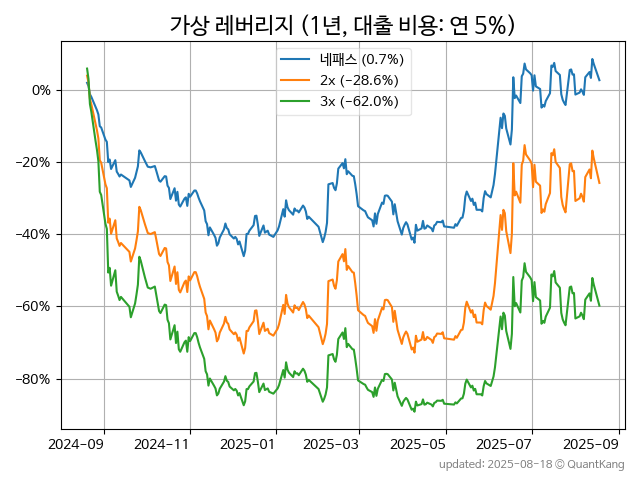 가상 레버리지 (1년, 대출 비용: 연 5%)
네패스 (0.7%)
2x (−28.6%)
3x (−62.0%)
0%
−20%
−40%
−60%
−80%
2024-09
2024-11
2025-01
2025-03
2025-05
2025-07
2025-09
updated: 2025-08-18 © QuantKang